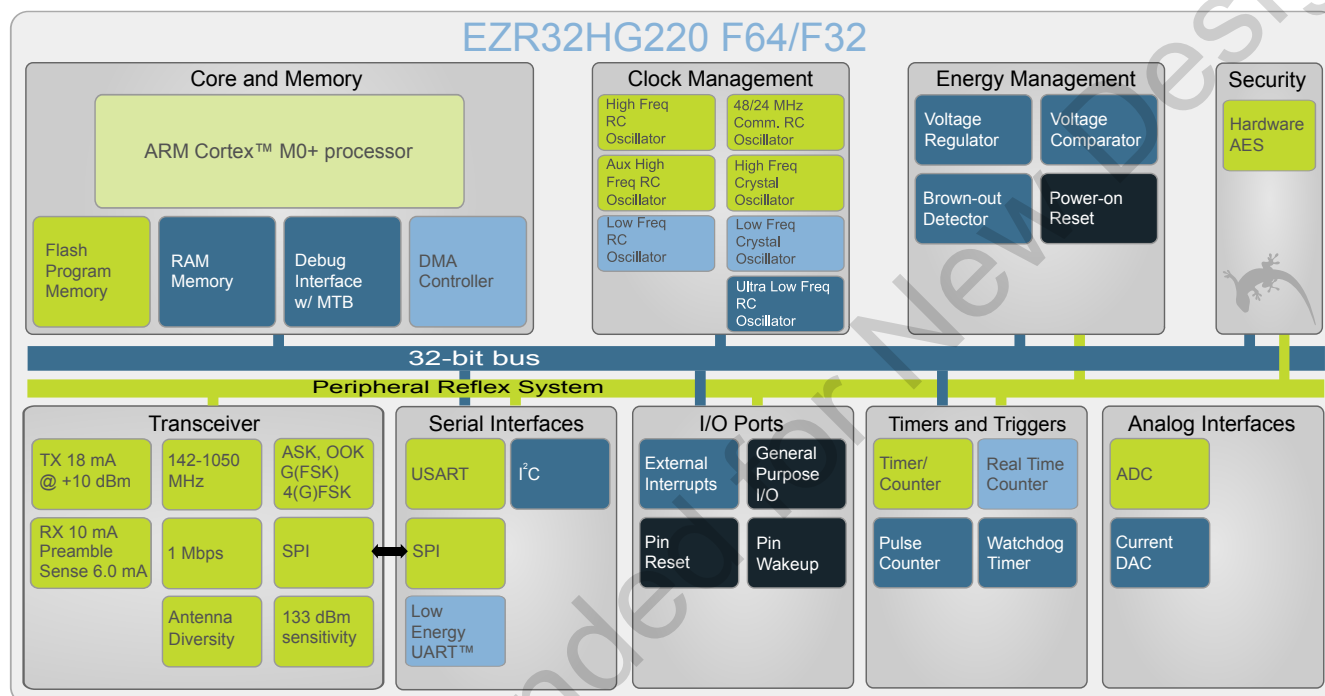 EZR32HG220 F64/F32
Core and Memory
ARM Cortex™ M0+ processor
Flash
Program
Memory
RAM
Memory
Debug
Interface
w/ MTB
DMA
Controller
Clock Management
High Freq
RC
Oscillator
48/24 MHz
Comm. RC
Oscillator
Aux High
Freq RC
Oscillator
High Freq
Crystal
Oscillator
Low Freq
RC
Oscillator
Low Freq
Crystal
Oscillator
Ultra Low Freq
RC
Oscillator
Energy Management
Voltage
Regulator
Voltage
Comparator
Brown-out
Detector
Power-on
Reset
Security
Hardware
AES
32-bit bus
Peripheral Reflex System
Transceiver
TX 18 mA
@ +10 dBm
142-1050
MHz
ASK, OOK
G(FSK)
4(G)FSK
RX 10 mA
Preamble
Sense 6.0 mA
1 Mbps
SPI
Antenna
Diversity
133 dBm
sensitivity
Serial Interfaces
USART
I²C
SPI
Low
Energy
UART™
I/O Ports
External
Interrupts
General
Purpose
I/O
Pin
Reset
Pin
Wakeup
Timers and Triggers
Timer/
Counter
Real Time
Counter
Pulse
Counter
Watchdog
Timer
Analog Interfaces
ADC
Current
DAC
for New